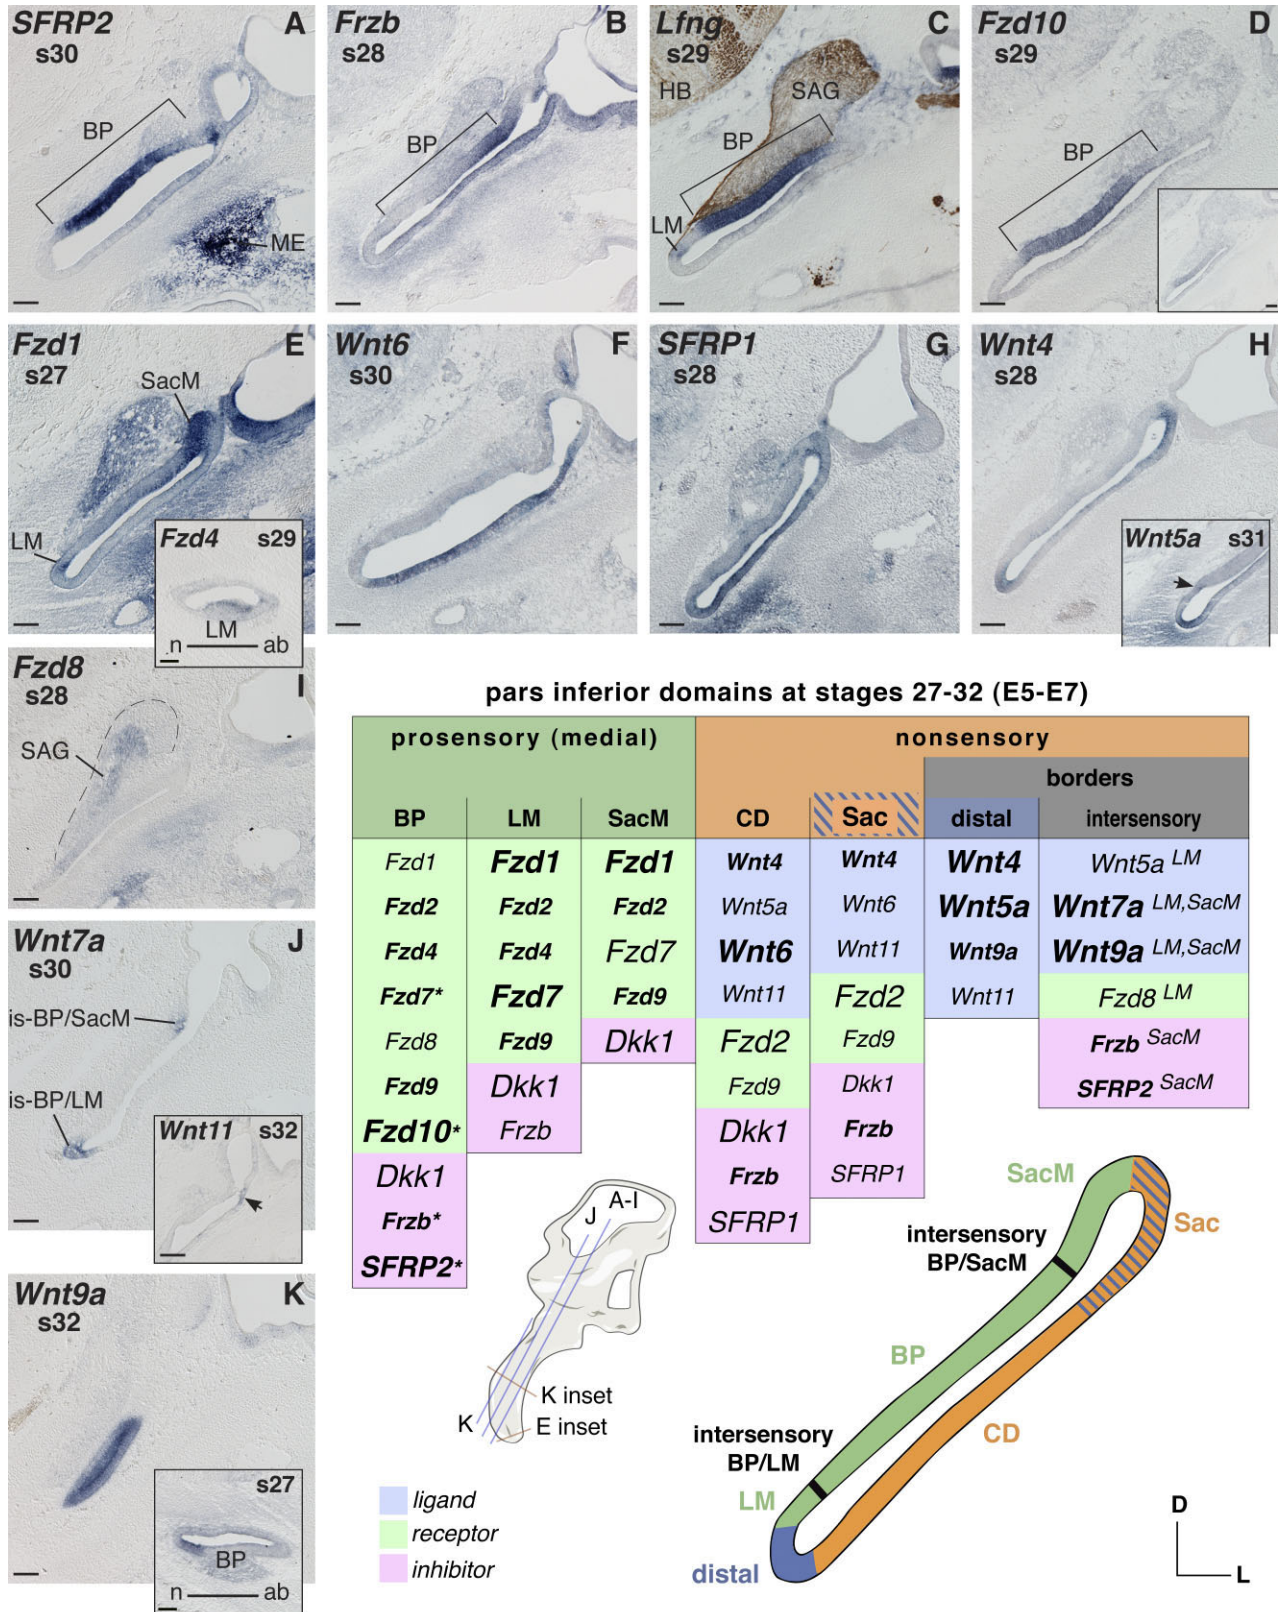 SFRP2
s30
A
BP
ME
Frzb
s28
B
BP
Lfng
s29
C
HB
SAG
BP
LM
Fzd10
s29
D
BP
Fzd1
s27
E
SacM
LM
Fzd4 s29
LM
n ab
Wnt6
s30
F
SFRP1
s28
G
Wnt4
s28
H
Wnt5a s31
Fzd8
s28
I
SAG
Wnt7a
s30
J
is-BP/SacM
is-BP/LM
Wnt11 s32
Wnt9a
s32
K
s27
BP
n ab
pars inferior domains at stages 27-32 (E5-E7)
prosensory (medial) nonsensory
borders
BP LM SacM CD Sac distal intersensory
Fzd1 Fzd1 Fzd1 Wnt4 Wnt4 Wnt4 Wnt5a LM
Fzd2 Fzd2 Fzd2 Wnt5a Wnt6 Wnt5a Wnt7a LM,SacM
Fzd4 Fzd4 Fzd7 Wnt6 Wnt11 Wnt9a Wnt9a LM,SacM
Fzd7* Fzd7 Fzd9 Wnt11 Fzd2 Wnt11 Fzd8 LM
Fzd8 Fzd9 Dkk1 Fzd2 Fzd9 Frzb SacM
Fzd9 Dkk1 Fzd9 Dkk1 SFRP2 SacM
Fzd10* Frzb Dkk1 Frzb
Dkk1 Frzb SFRP1
Frzb* SFRP1
SFRP2*
J A-I
K
K inset
E inset
ligand
receptor
inhibitor
SacM
Sac
intersensory
BP/SacM
BP
CD
intersensory
BP/LM
LM
distal
D
L